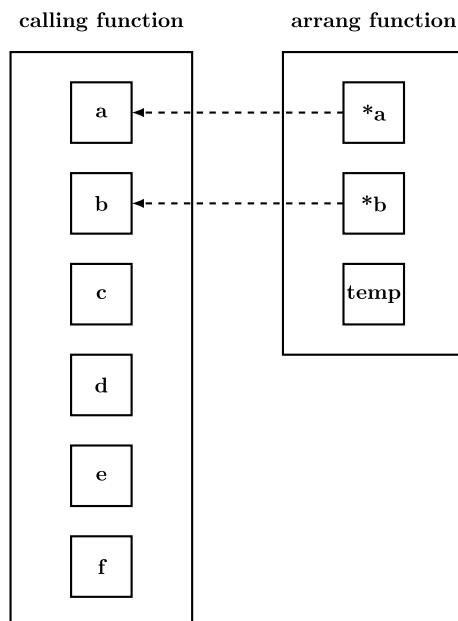 calling function
arrang function
a
*a
b
*b
c
temp
d
e
f